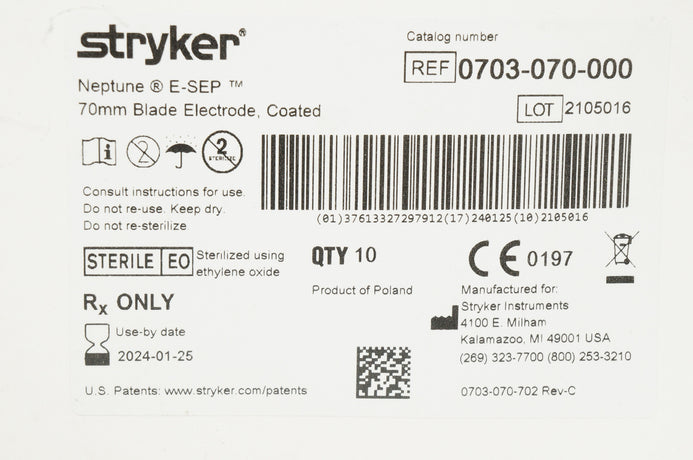 stryker®
Neptune ® E-SEP ™
70mm Blade Electrode, Coated
Catalog number
REF 0703-070-000
LOT 2105016
i
2
2
STERILIZE
Consult instructions for use.
Do not re-use. Keep dry.
Do not re-sterilize
(01)37613327297912(17)240125(10)2105016
STERILE EO
Sterilized using
ethylene oxide
QTY 10
CE 0197
Rx ONLY
Product of Poland
Manufactured for:
Stryker Instruments
4100 E. Milham
Kalamazoo, MI 49001 USA
(269) 323-7700 (800) 253-3210
Use-by date
2024-01-25
U.S. Patents: www.stryker.com/patents
0703-070-702 Rev-C